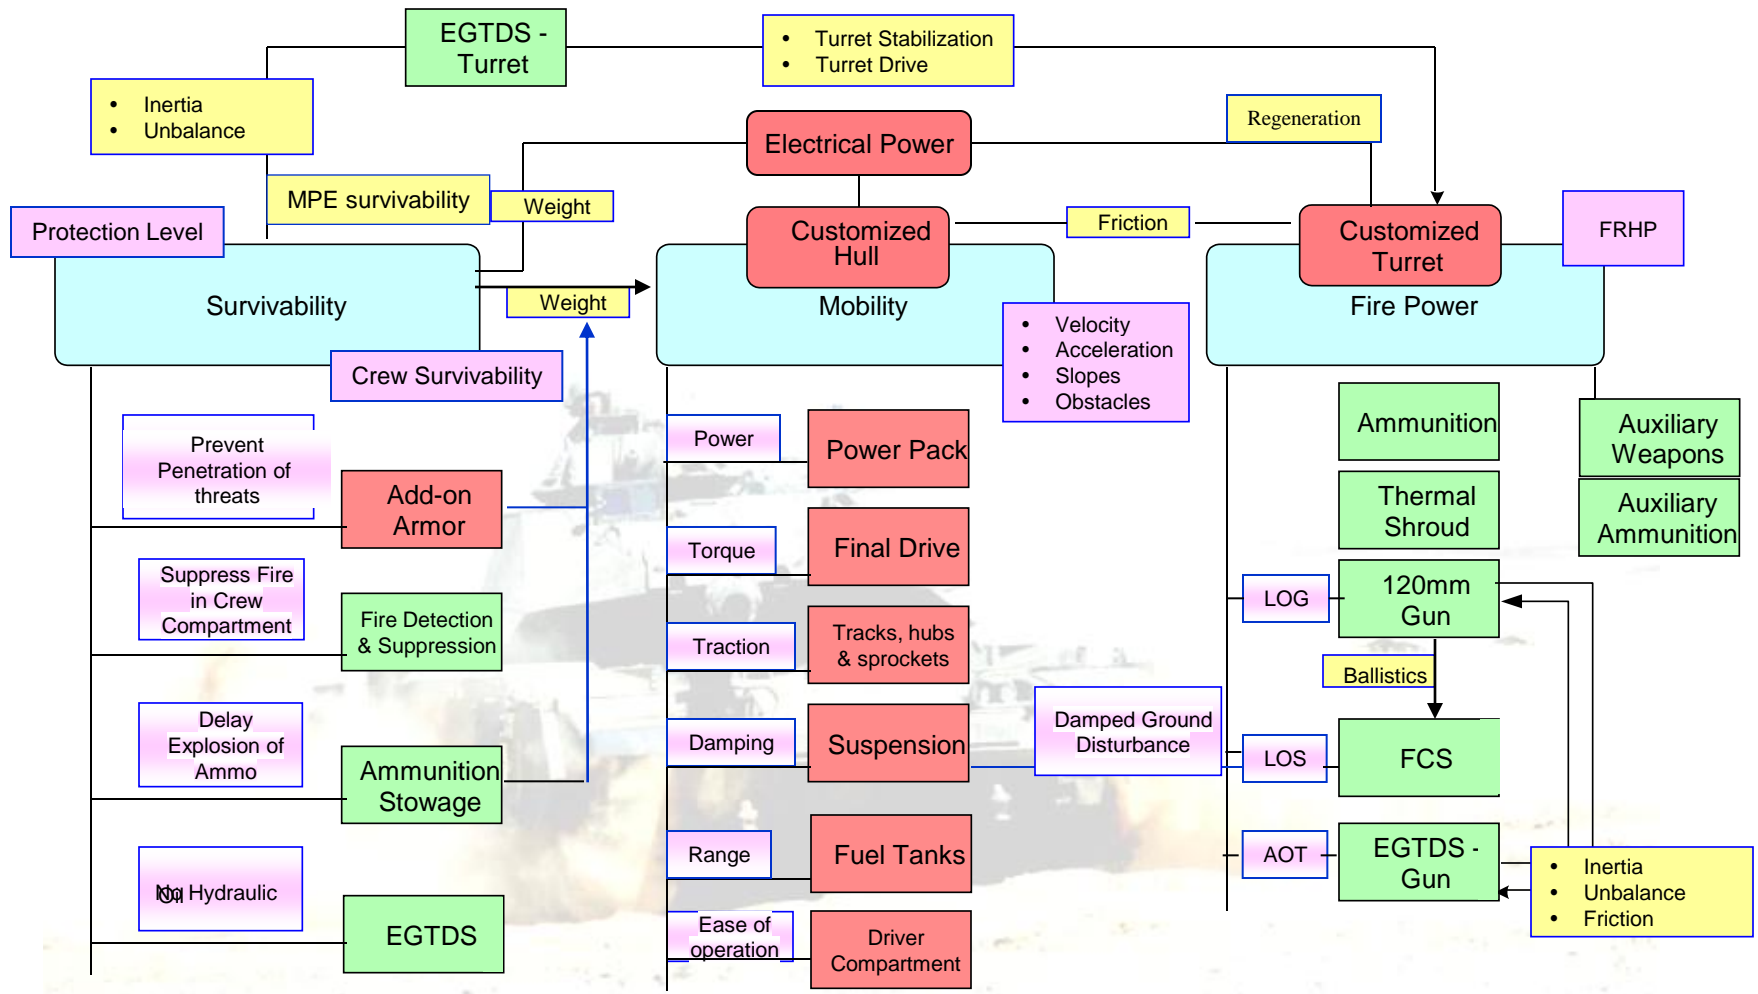 EGTDS -
Turret
• Turret Stabilization
• Turret Drive
• Inertia
• Unbalance
Regeneration
Electrical Power
MPE survivability
Weight
Protection Level
Customized
Hull
Friction
Customized
Turret
FRHP
Survivability
Weight
Mobility
Fire Power
• Velocity
• Acceleration
• Slopes
• Obstacles
Crew Survivability
Prevent
Penetration of
threats
Add-on
Armor
Suppress Fire
in Crew
Compartment
Fire Detection
& Suppression
Delay
Explosion of
Ammo
Ammunition
Stowage
No Hydraulic
Oil
EGTDS
Power
Power Pack
Torque
Final Drive
Traction
Tracks, hubs
& sprockets
Damping
Suspension
Range
Fuel Tanks
Ease of
operation
Driver
Compartment
Damped Ground
Disturbance
Ammunition
Auxiliary
Weapons
Thermal
Shroud
Auxiliary
Ammunition
LOG
120mm
Gun
Ballistics
LOS
FCS
AOT
EGTDS -
Gun
• Inertia
• Unbalance
• Friction